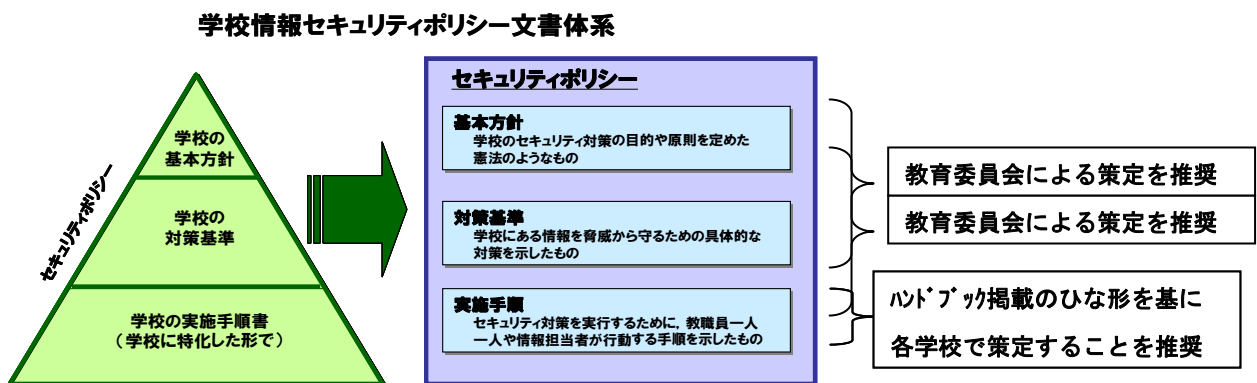 学校情報セキュリティポリシー文書体系
セキュリティポリシー
学校の
基本方針
学校の
対策基準
学校の実施手順書
（学校に特化した形で）
セキュリティポリシー
基本方針
学校のセキュリティ対策の目的や原則を定めた
憲法のようなもの
対策基準
学校にある情報を脅威から守るための具体的な
対策を示したもの
実施手順
セキュリティ対策を実行するために，教職員一人
一人や情報担当者が行動する手順を示したもの
教育委員会による策定を推奨
教育委員会による策定を推奨
ﾊﾝﾄﾞﾌﾞｯｸ掲載のひな形を基に
各学校で策定することを推奨